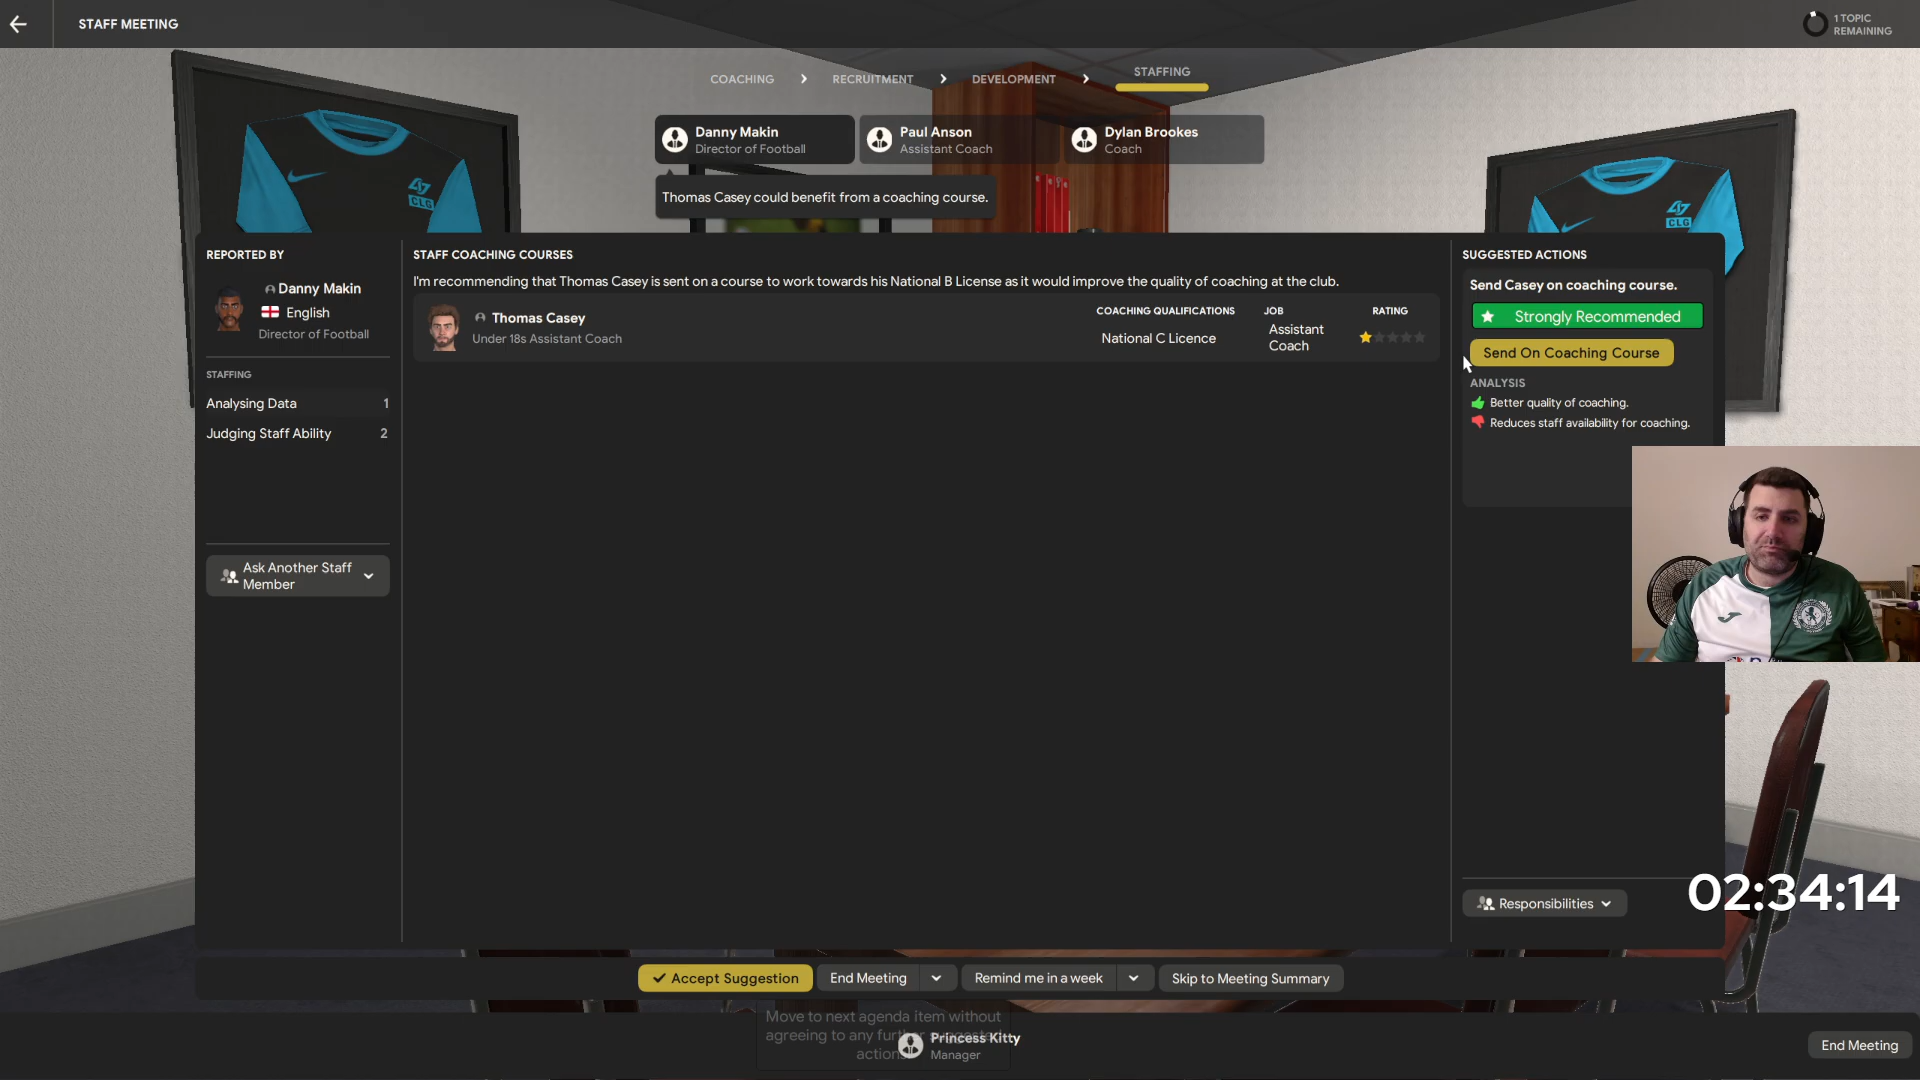 STAFF MEETING
1 TOPIC
REMAINING
COACHING
RECRUITMENT
DEVELOPMENT
STAFFING
Danny Makin
Director of Football
Paul Anson
Assistant Coach
Dylan Brookes
Coach
Thomas Casey could benefit from a coaching course.
CLG
CLG
REPORTED BY
Danny Makin
English
Director of Football
STAFFING
Analysing Data 1
Judging Staff Ability 2
Ask Another Staff
Member
STAFF COACHING COURSES
I'm recommending that Thomas Casey is sent on a course to work towards his National B License as it would improve the quality of coaching at the club.
Thomas Casey
Under 18s Assistant Coach
COACHING QUALIFICATIONS
National C Licence
JOB
Assistant
Coach
RATING
SUGGESTED ACTIONS
Send Casey on coaching course.
Strongly Recommended
Send On Coaching Course
ANALYSIS
Better quality of coaching.
Reduces staff availability for coaching.
Responsibilities
02:34:14
Accept Suggestion
End Meeting
Remind me in a week
Skip to Meeting Summary
Move to next agenda item without
agreeing to any
Princess Kitty
Manager
End Meeting